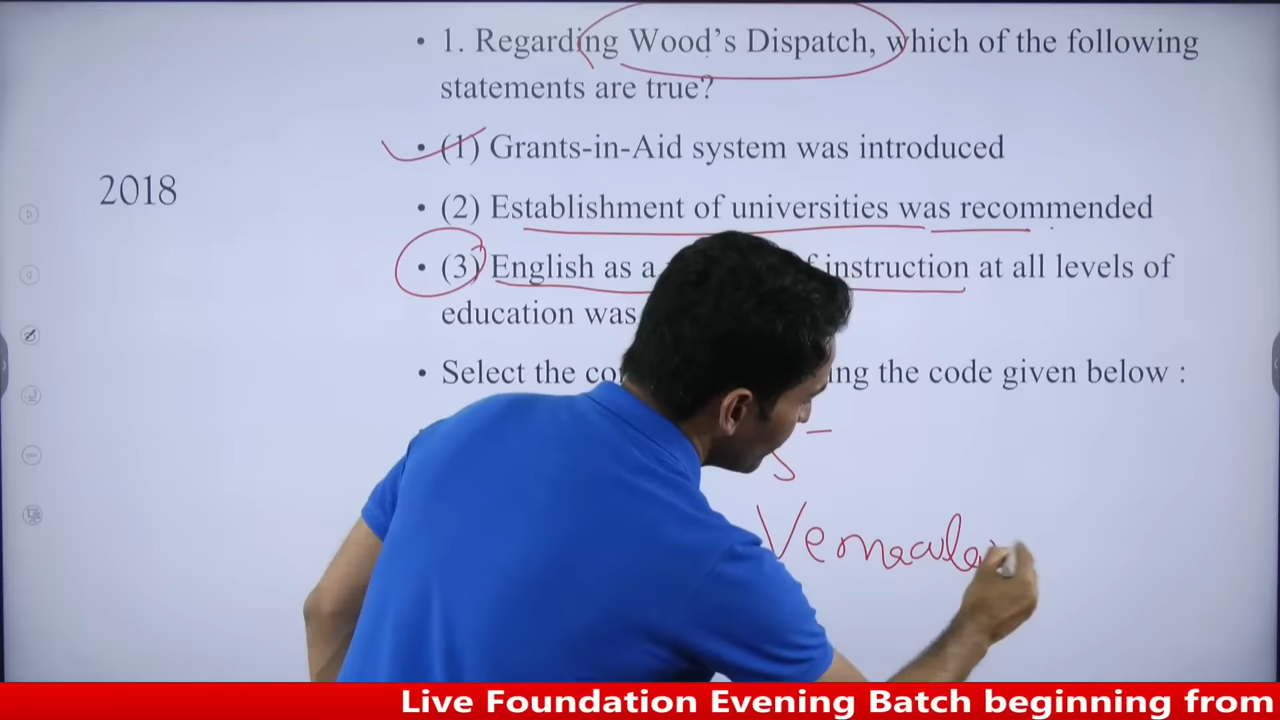 • 1. Regarding Wood's Dispatch, which of the following
statements are true?
• (1) Grants-in-Aid system was introduced
2018
• (2) Establishment of universities was recommended
• (3) English as a instruction at all levels of
education was
• Select the the code given below :
Live Foundation Evening Batch beginning from